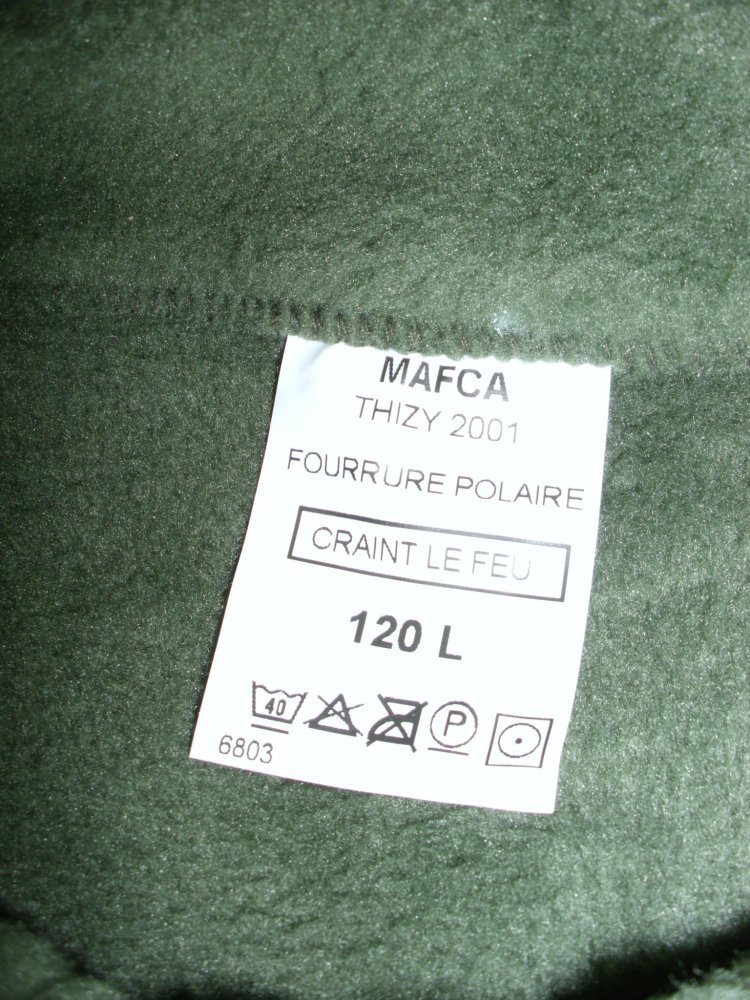 MAFCA
THIZY 2001
FOURRURE POLAIRE
CRAINT LE FEU
120 L
40 P
6803